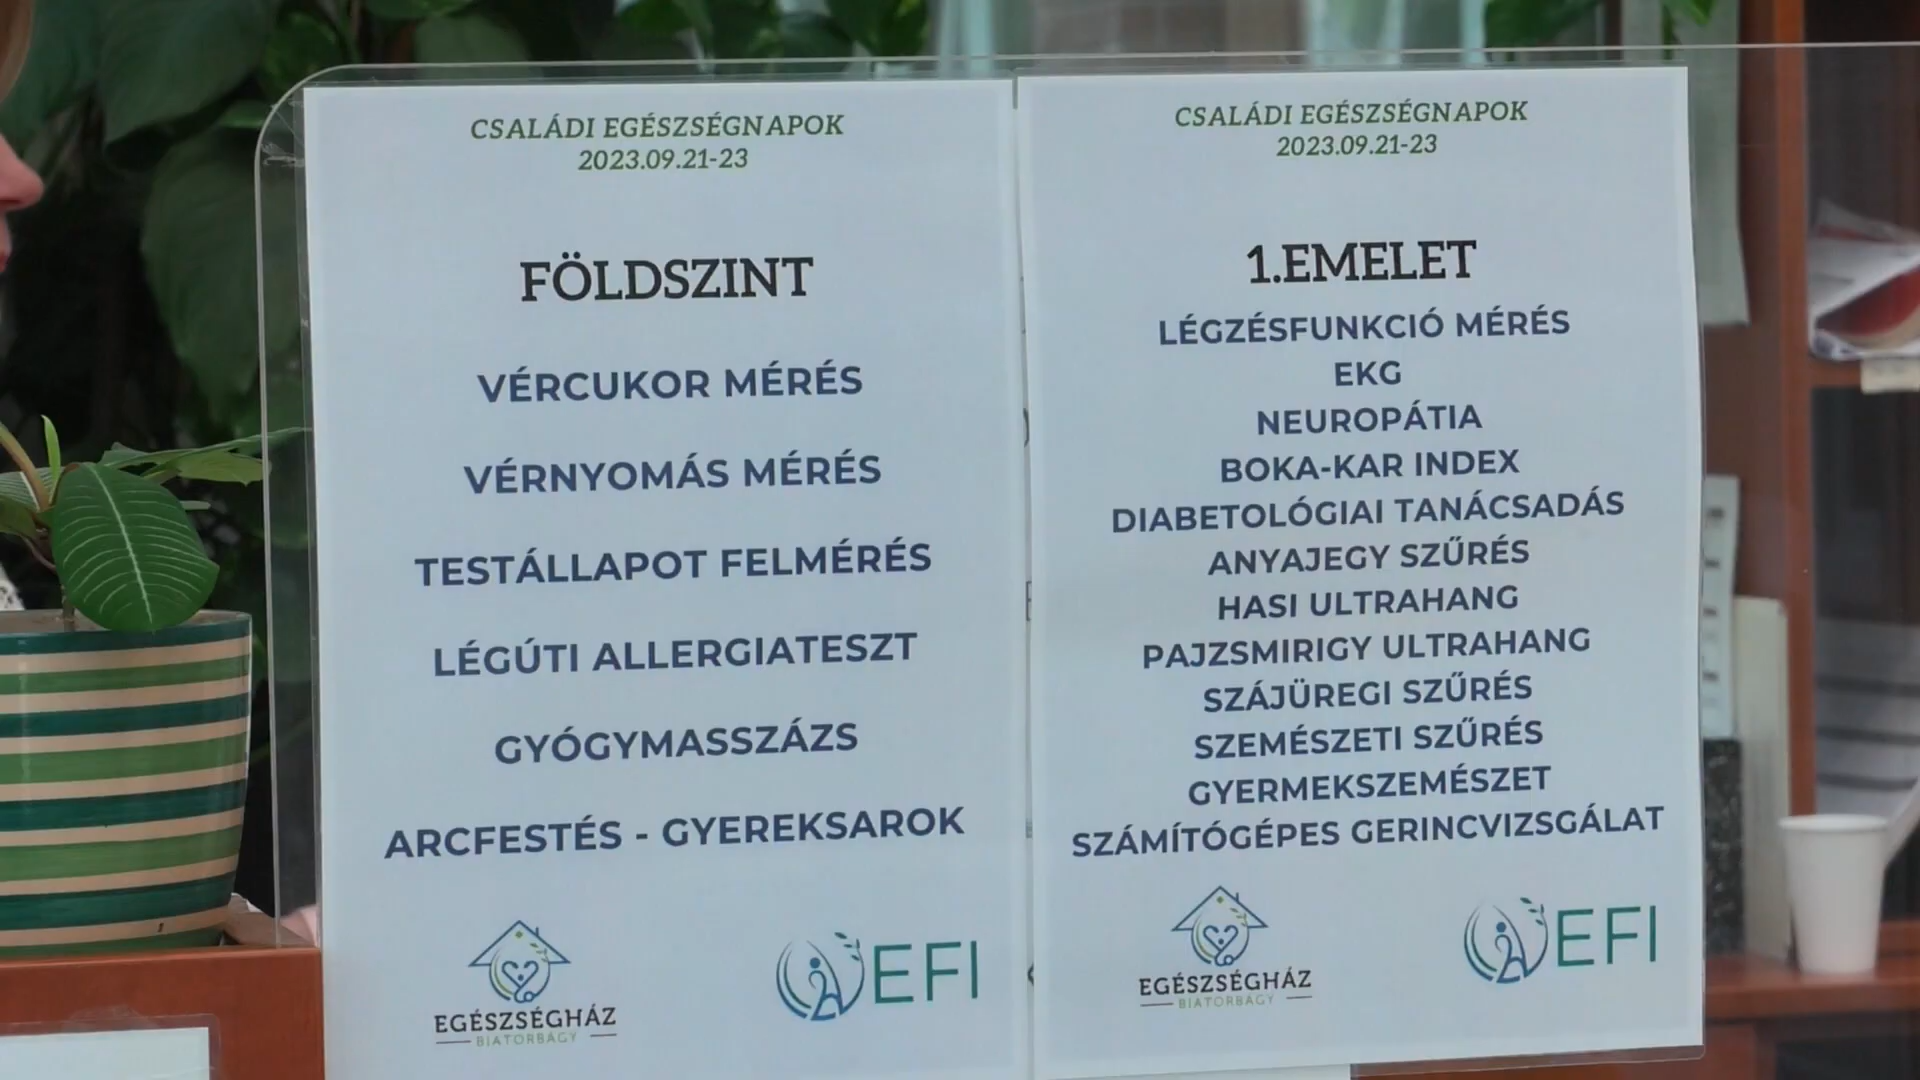 CSALÁDI EGÉSZSÉGNAPOK
2023.09.21-23
FÖLDSZINT
VÉRCUKOR MÉRÉS
VÉRNYOMÁS MÉRÉS
TESTÁLLAPOT FELMÉRÉS
LÉGÚTI ALLERGIATESZT
GYÓGYMASSZÁZS
ARCFESTÉS - GYEREKSAROK
EGÉSZSÉGHÁZ
BIATORBÁGY
EFI
CSALÁDI EGÉSZSÉGNAPOK
2023.09.21-23
1.EMELET
LÉGZÉSFUNKCIÓ MÉRÉS
EKG
NEUROPÁTIA
BOKA-KAR INDEX
DIABETOLÓGIAI TANÁCSADÁS
ANYAJEGY SZŰRÉS
HASI ULTRAHANG
PAJZSMIRIGY ULTRAHANG
SZÁJÜREGI SZŰRÉS
SZEMÉSZETI SZŰRÉS
GYERMEKSZEMÉSZET
SZÁMÍTÓGÉPES GERINCVIZSGÁLAT
EGÉSZSÉGHÁZ
BIATORBÁGY
EFI